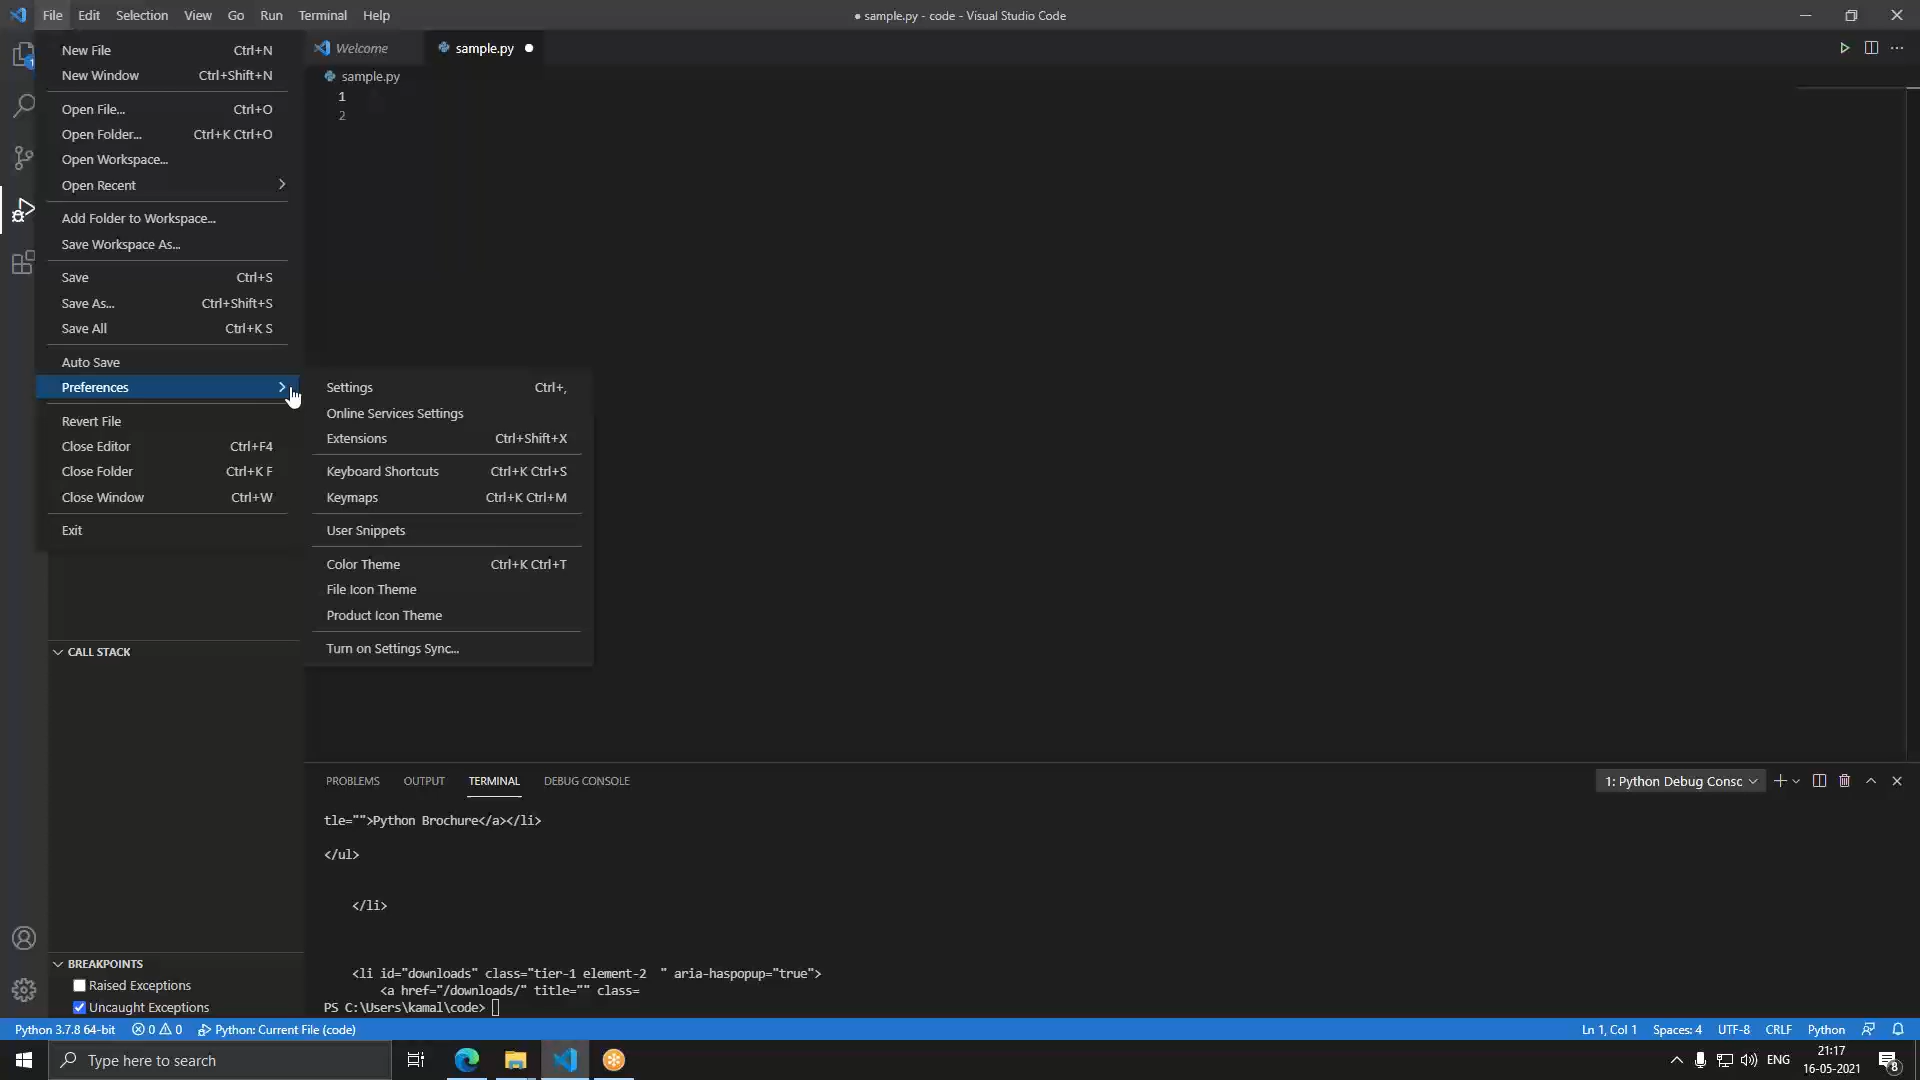 File Edit Selection View Go Run Terminal Help
● sample.py - code - Visual Studio Code
New File Ctrl+N
New Window Ctrl+Shift+N
Open File... Ctrl+O
Open Folder... Ctrl+K Ctrl+O
Open Workspace...
Open Recent
Add Folder to Workspace...
Save Workspace As...
Save Ctrl+S
Save As... Ctrl+Shift+S
Save All Ctrl+K S
Auto Save
Preferences
Revert File
Close Editor Ctrl+F4
Close Folder Ctrl+K F
Close Window Ctrl+W
Exit
Settings Ctrl+,
Online Services Settings
Extensions Ctrl+Shift+X
Keyboard Shortcuts Ctrl+K Ctrl+S
Keymaps Ctrl+K Ctrl+M
User Snippets
Color Theme Ctrl+K Ctrl+T
File Icon Theme
Product Icon Theme
Turn on Settings Sync...
Welcome sample.py
sample.py
1
2
1
CALL STACK
BREAKPOINTS
Raised Exceptions
Uncaught Exceptions
PROBLEMS OUTPUT TERMINAL DEBUG CONSOLE
1: Python Debug Consc
tle="">Python Brochure</a></li>
</ul>
</li>
<li id="downloads" class="tier-1 element-2  " aria-haspopup="true">
<a href="/downloads/" title="" class=
PS C:\Users\kamal\code>
Python 3.7.8 64-bit 0 0 Python: Current File (code)
Ln 1, Col 1 Spaces: 4 UTF-8 CRLF Python
Type here to search
ENG
21:17
16-05-2021
8